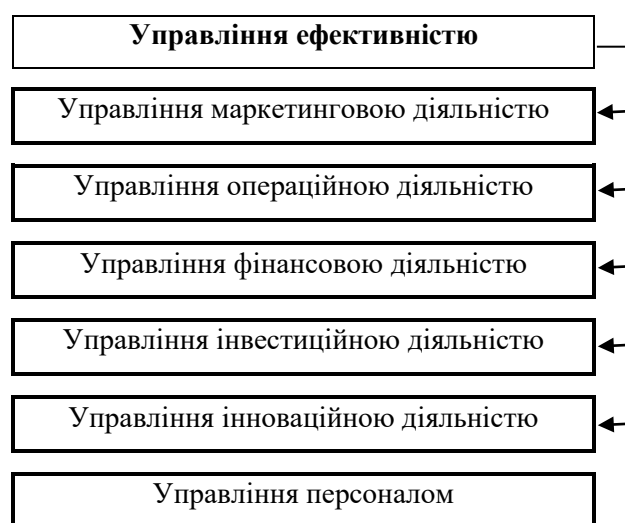 Управління ефективністю
Управління маркетинговою діяльністю
Управління операційною діяльністю
Управління фінансовою діяльністю
Управління інвестиційною діяльністю
Управління інноваційною діяльністю
Управління персоналом